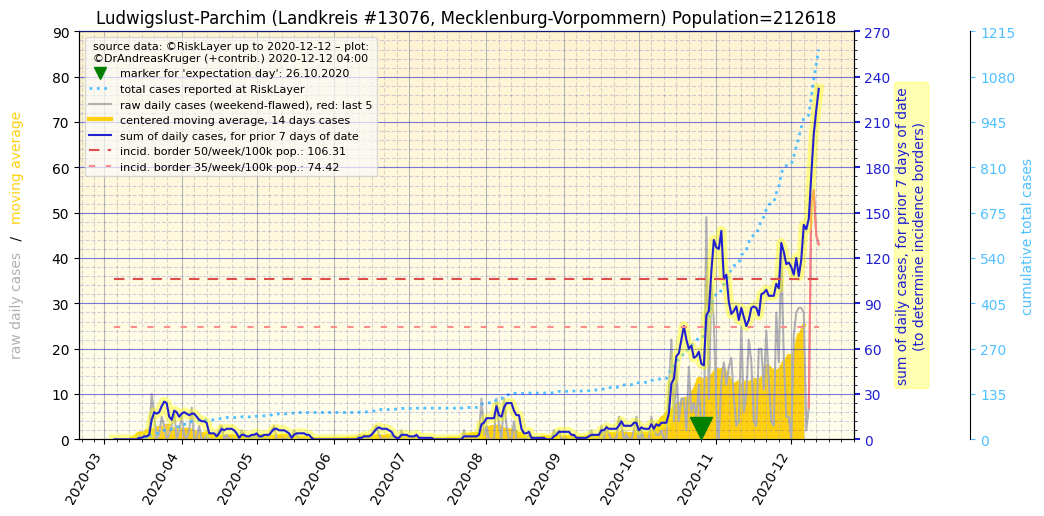 Ludwigslust-Parchim (Landkreis #13076, Mecklenburg-Vorpommern) Population=212618
source data: ©RiskLayer up to 2020-12-12 – plot:
©DrAndreasKruger (+contrib.) 2020-12-12 04:00
marker for 'expectation day': 26.10.2020
total cases reported at RiskLayer
raw daily cases (weekend-flawed), red: last 5
centered moving average, 14 days cases
sum of daily cases, for prior 7 days of date
incid. border 50/week/100k pop.: 106.31
incid. border 35/week/100k pop.: 74.42
raw daily cases / moving average
90
80
70
60
50
40
30
20
10
0
2020-03
2020-04
2020-05
2020-06
2020-07
2020-08
2020-09
2020-10
2020-11
2020-12
270
240
210
180
150
120
90
60
30
0
sum of daily cases, for prior 7 days of date
(to determine incidence borders)
1215
1080
945
810
675
540
405
270
135
0
cumulative total cases